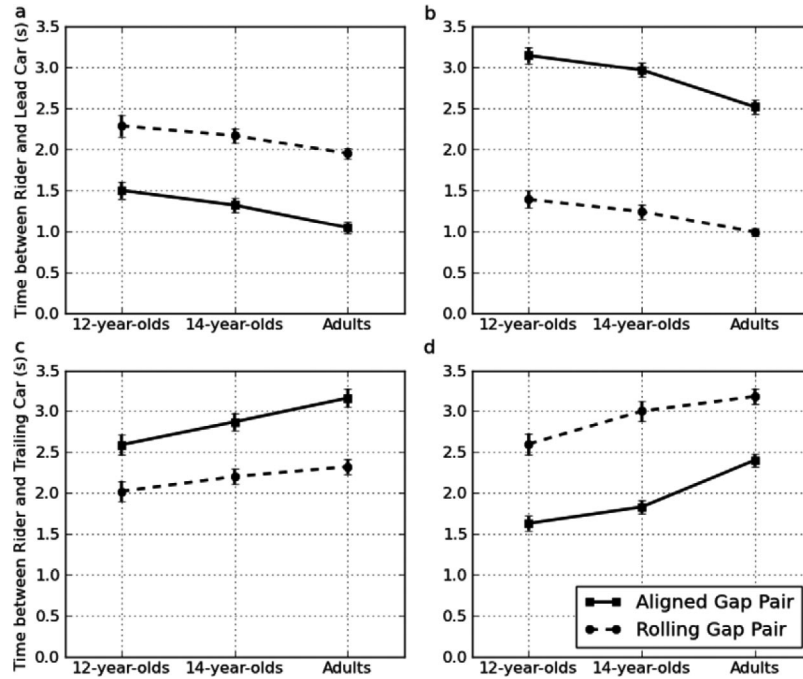 a
b
Time between Rider and Lead Car (s)
3.5
3.0
2.5
2.0
1.5
1.0
0.5
0.0
12-year-olds 14-year-olds Adults
3.5
3.0
2.5
2.0
1.5
1.0
0.5
0.0
12-year-olds 14-year-olds Adults
c
d
Time between Rider and Trailing Car (s)
3.5
3.0
2.5
2.0
1.5
1.0
0.5
0.0
12-year-olds 14-year-olds Adults
3.5
3.0
2.5
2.0
1.5
1.0
0.5
0.0
12-year-olds 14-year-olds Adults
Aligned Gap Pair
Rolling Gap Pair